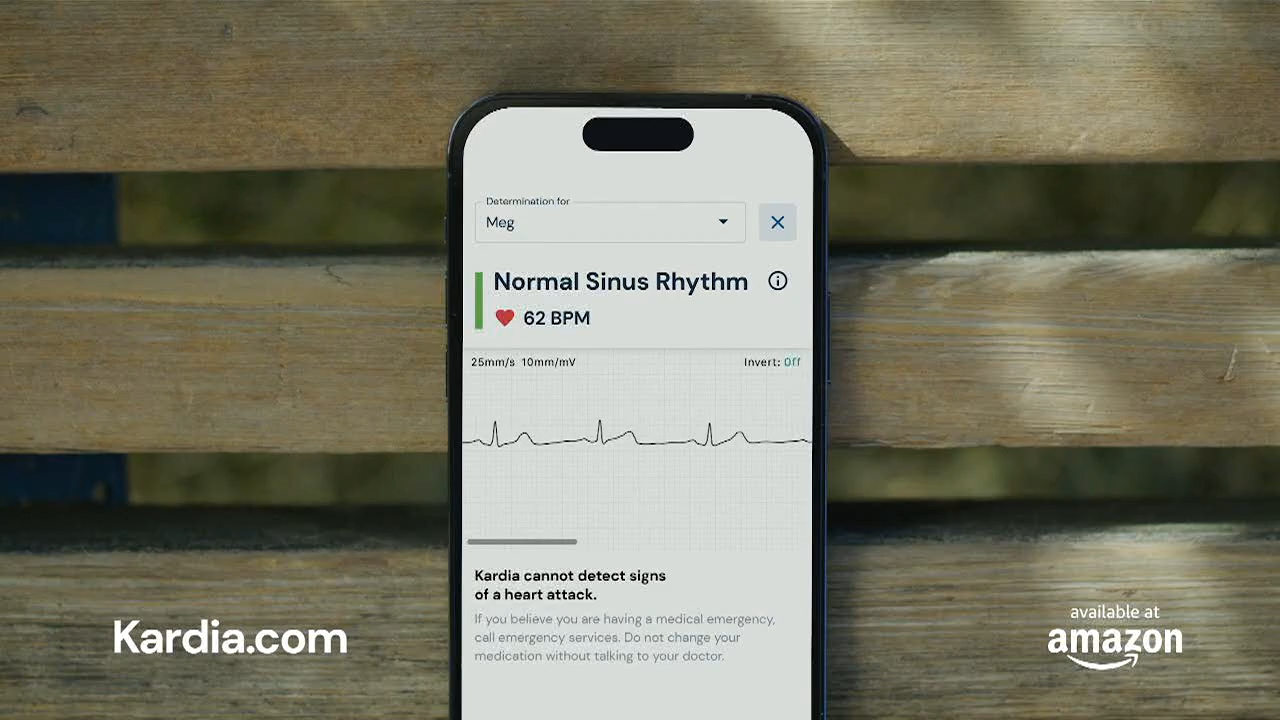 Determination for
Meg
Normal Sinus Rhythm
62 BPM
25mm/s 10mm/mV
Invert: Off
Kardia cannot detect signs
of a heart attack.
If you believe you are having a medical emergency,
call emergency services. Do not change your
medication without talking to your doctor.
Kardia.com
available at
amazon